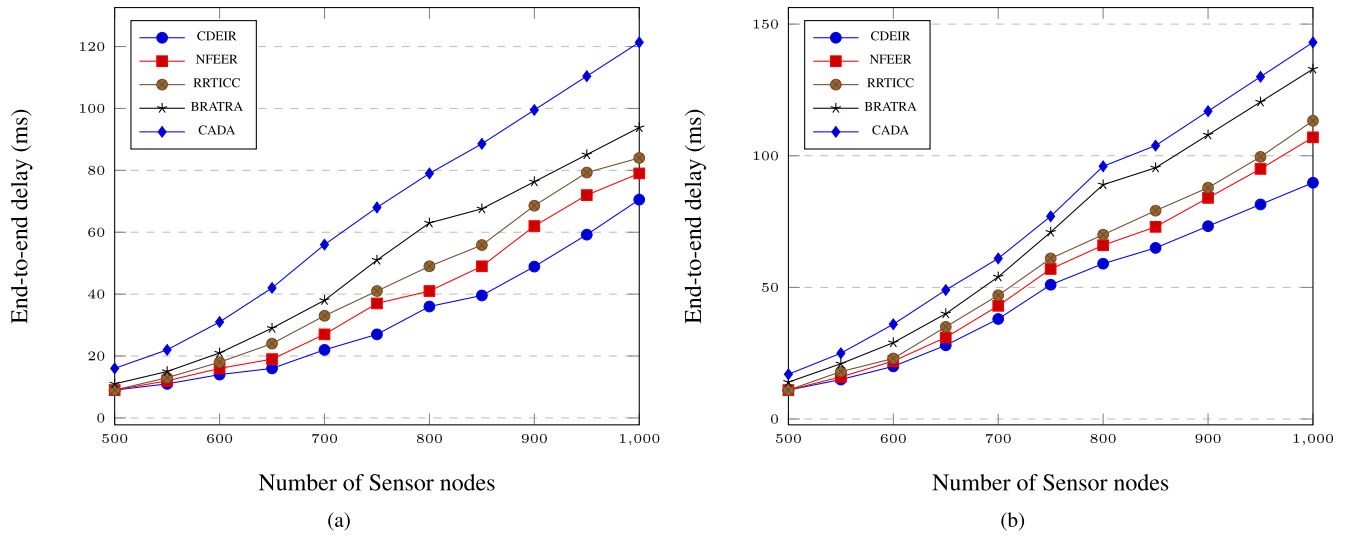 CDEIR
NFEER
RRTICC
BRATRA
CADA
120
100
80
60
40
20
0
500
600
700
800
900
1,000
End-to-end delay (ms)
Number of Sensor nodes
(a)
CDEIR
NFEER
RRTICC
BRATRA
CADA
150
100
50
0
500
600
700
800
900
1,000
End-to-end delay (ms)
Number of Sensor nodes
(b)